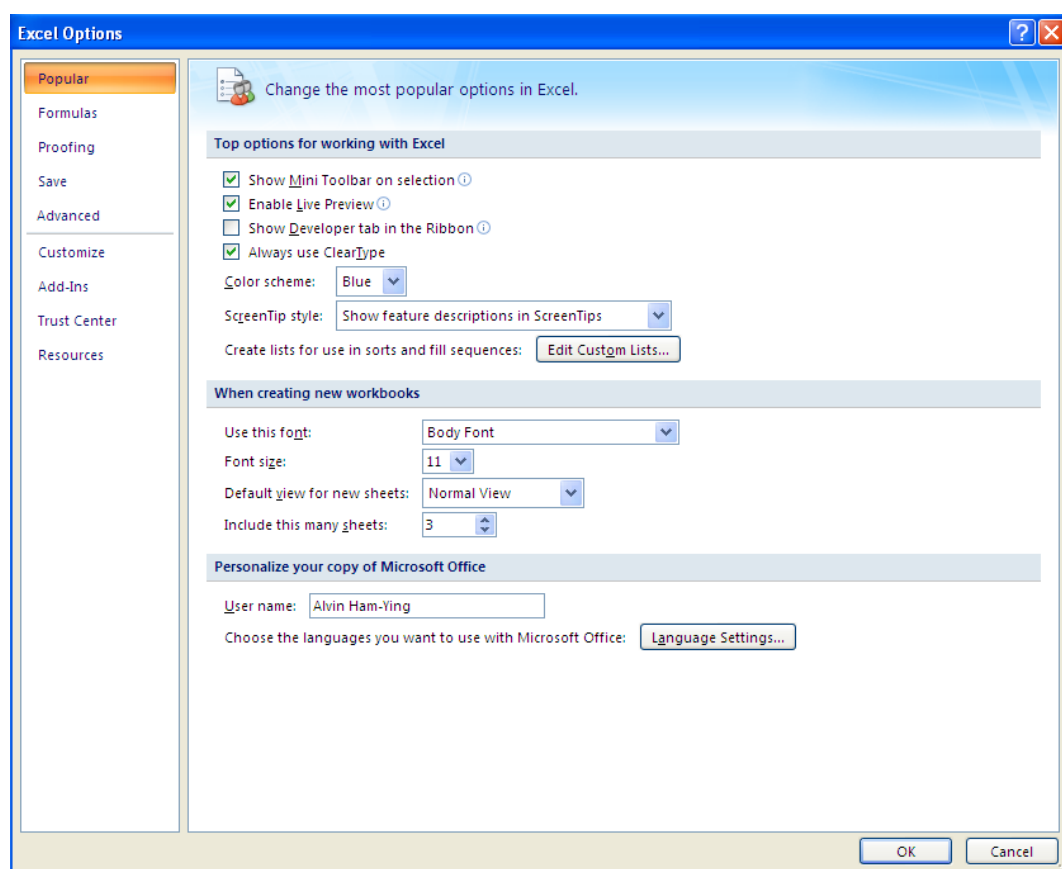 Excel Options
Popular
Formulas
Proofing
Save
Advanced
Customize
Add-Ins
Trust Center
Resources
Change the most popular options in Excel.
Top options for working with Excel
Show Mini Toolbar on selection
Enable Live Preview
Show Developer tab in the Ribbon
Always use ClearType
Color scheme: Blue
ScreenTip style: Show feature descriptions in ScreenTips
Create lists for use in sorts and fill sequences: Edit Custom Lists...
When creating new workbooks
Use this font: Body Font
Font size: 11
Default view for new sheets: Normal View
Include this many sheets: 3
Personalize your copy of Microsoft Office
User name: Alvin Ham-Ying
Choose the languages you want to use with Microsoft Office: Language Settings...
OK Cancel